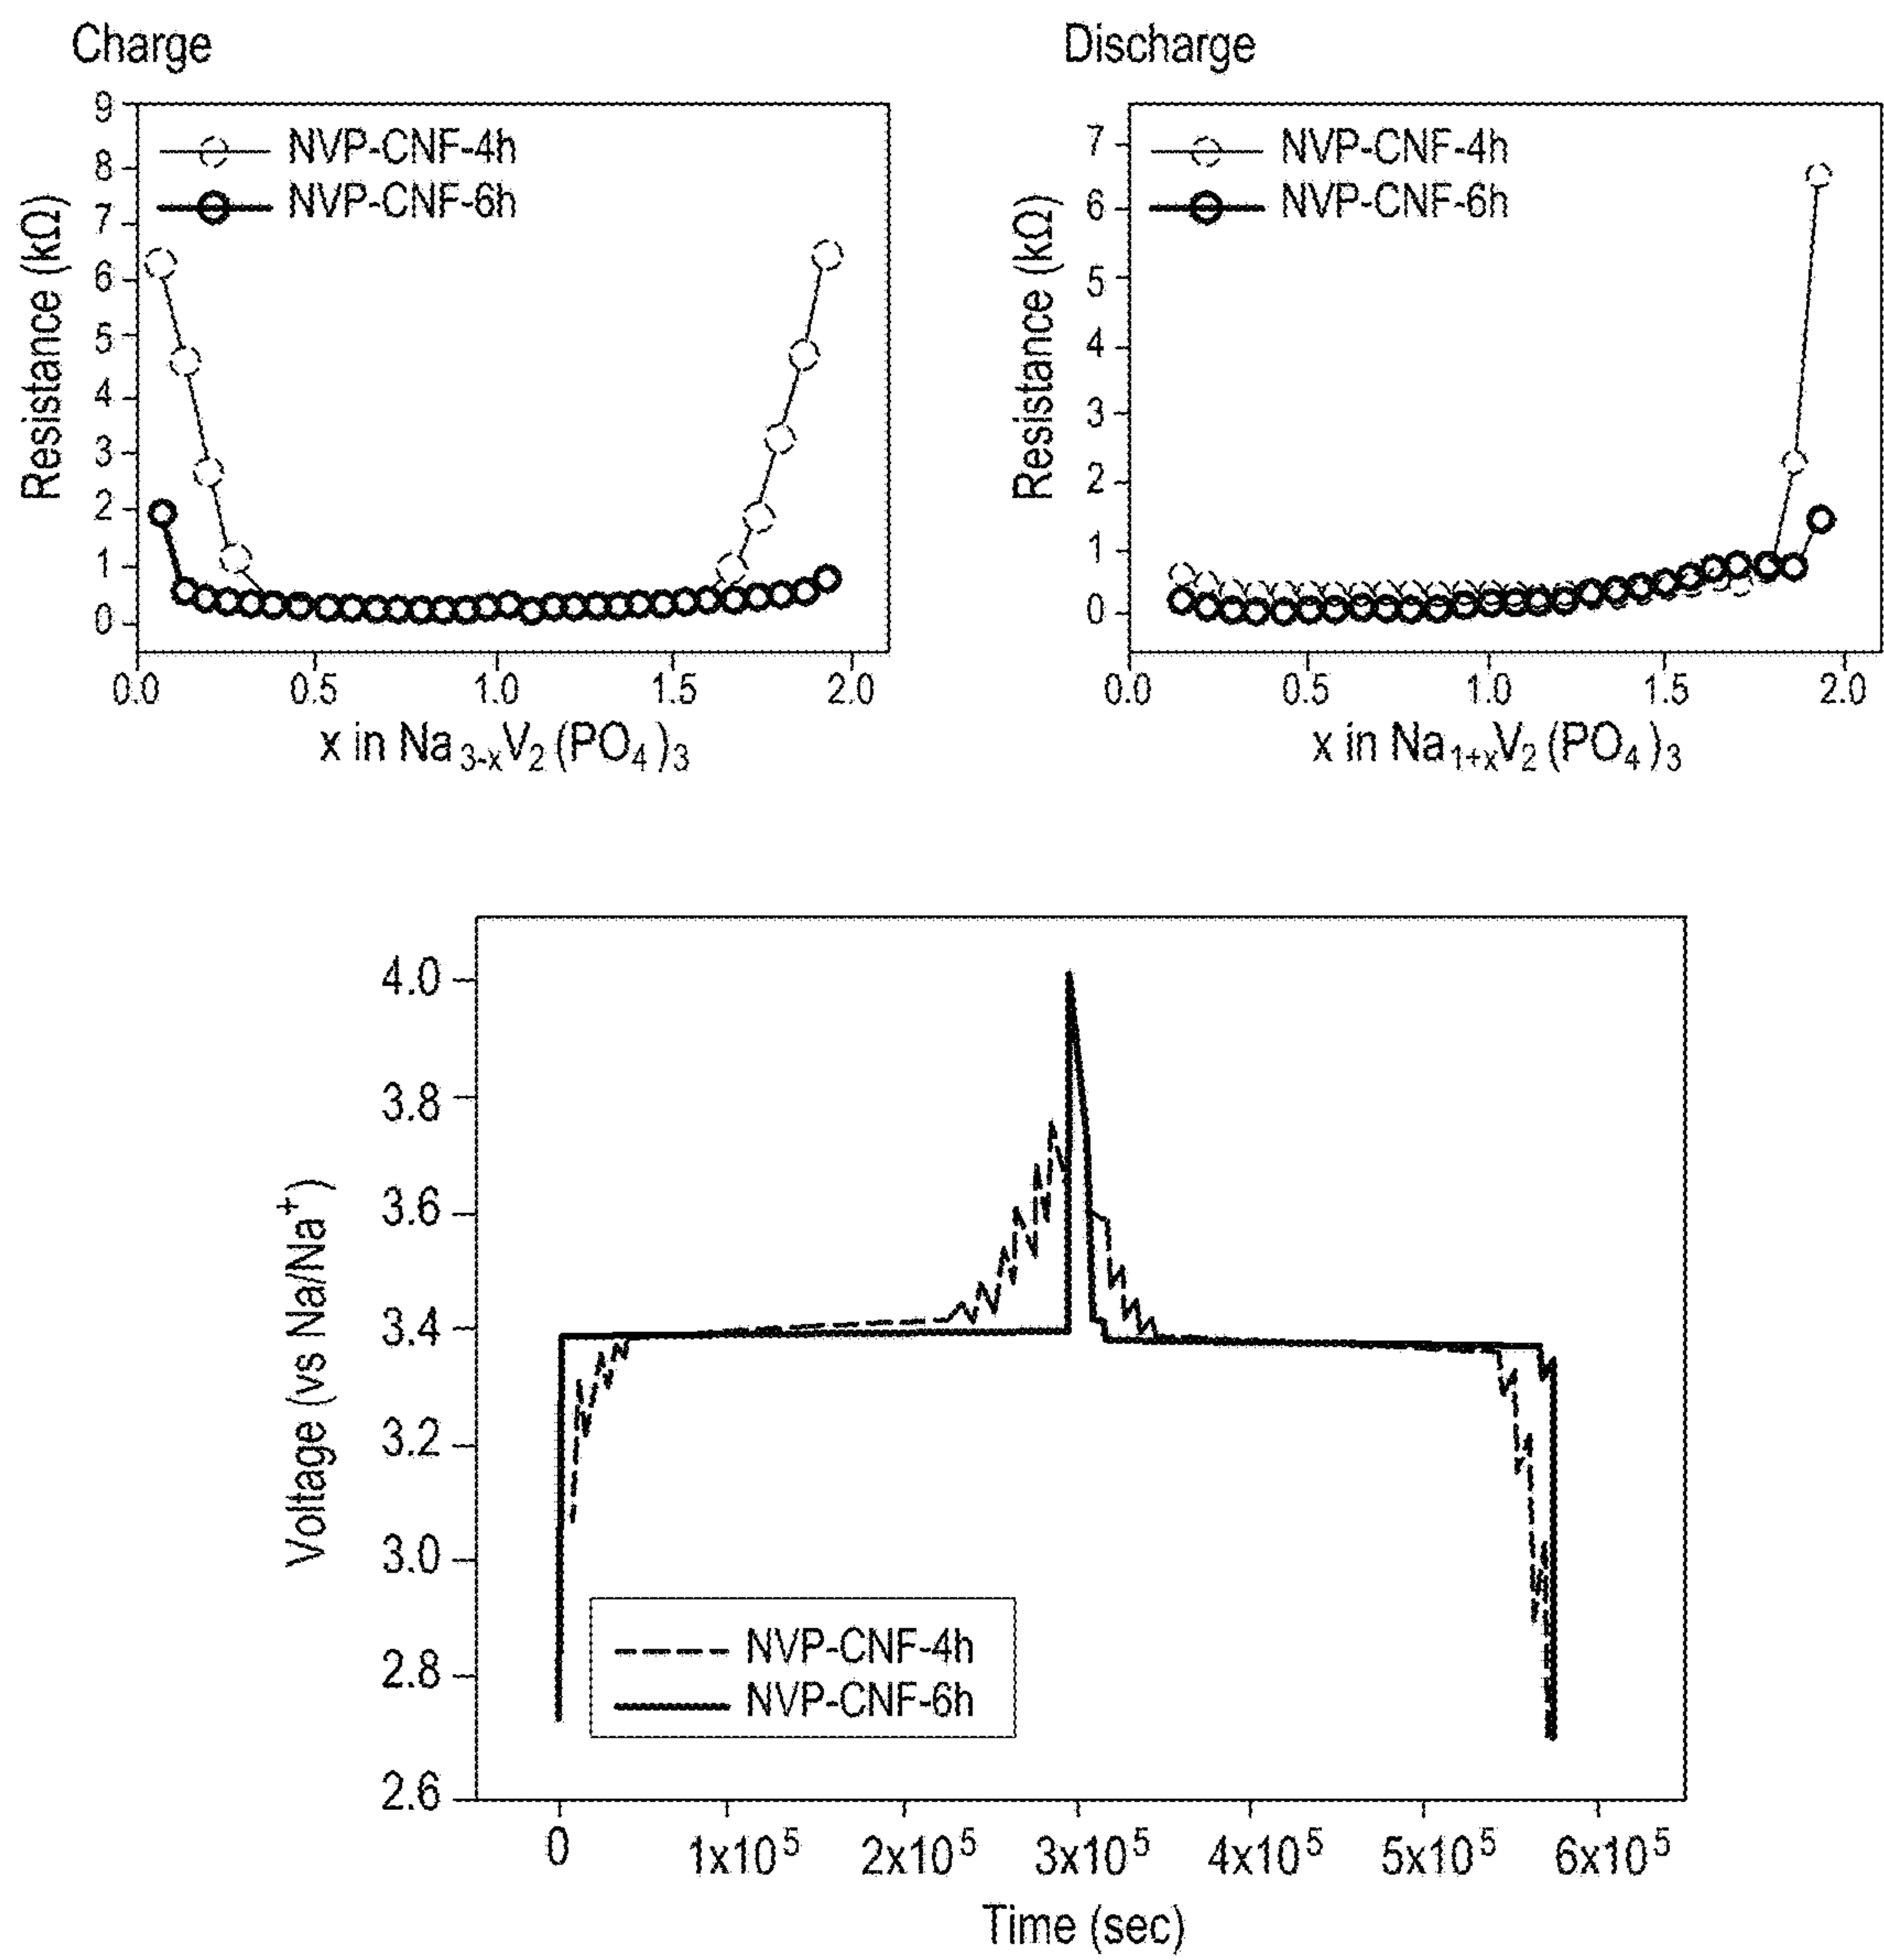 Charge
Resistance (kΩ)
9
8
7
6
5
4
3
2
1
0
NVP-CNF-4h
NVP-CNF-6h
0.0 0.5 1.0 1.5 2.0
x in Na3-xV2(PO4)3
Discharge
Resistance (kΩ)
7
6
5
4
3
2
1
0
NVP-CNF-4h
NVP-CNF-6h
0.0 0.5 1.0 1.5 2.0
x in Na1+xV2(PO4)3
Voltage (vs Na/Na+)
4.0
3.8
3.6
3.4
3.2
3.0
2.8
2.6
NVP-CNF-4h
NVP-CNF-6h
0 1x10^5 2x10^5 3x10^5 4x10^5 5x10^5 6x10^5
Time (sec)